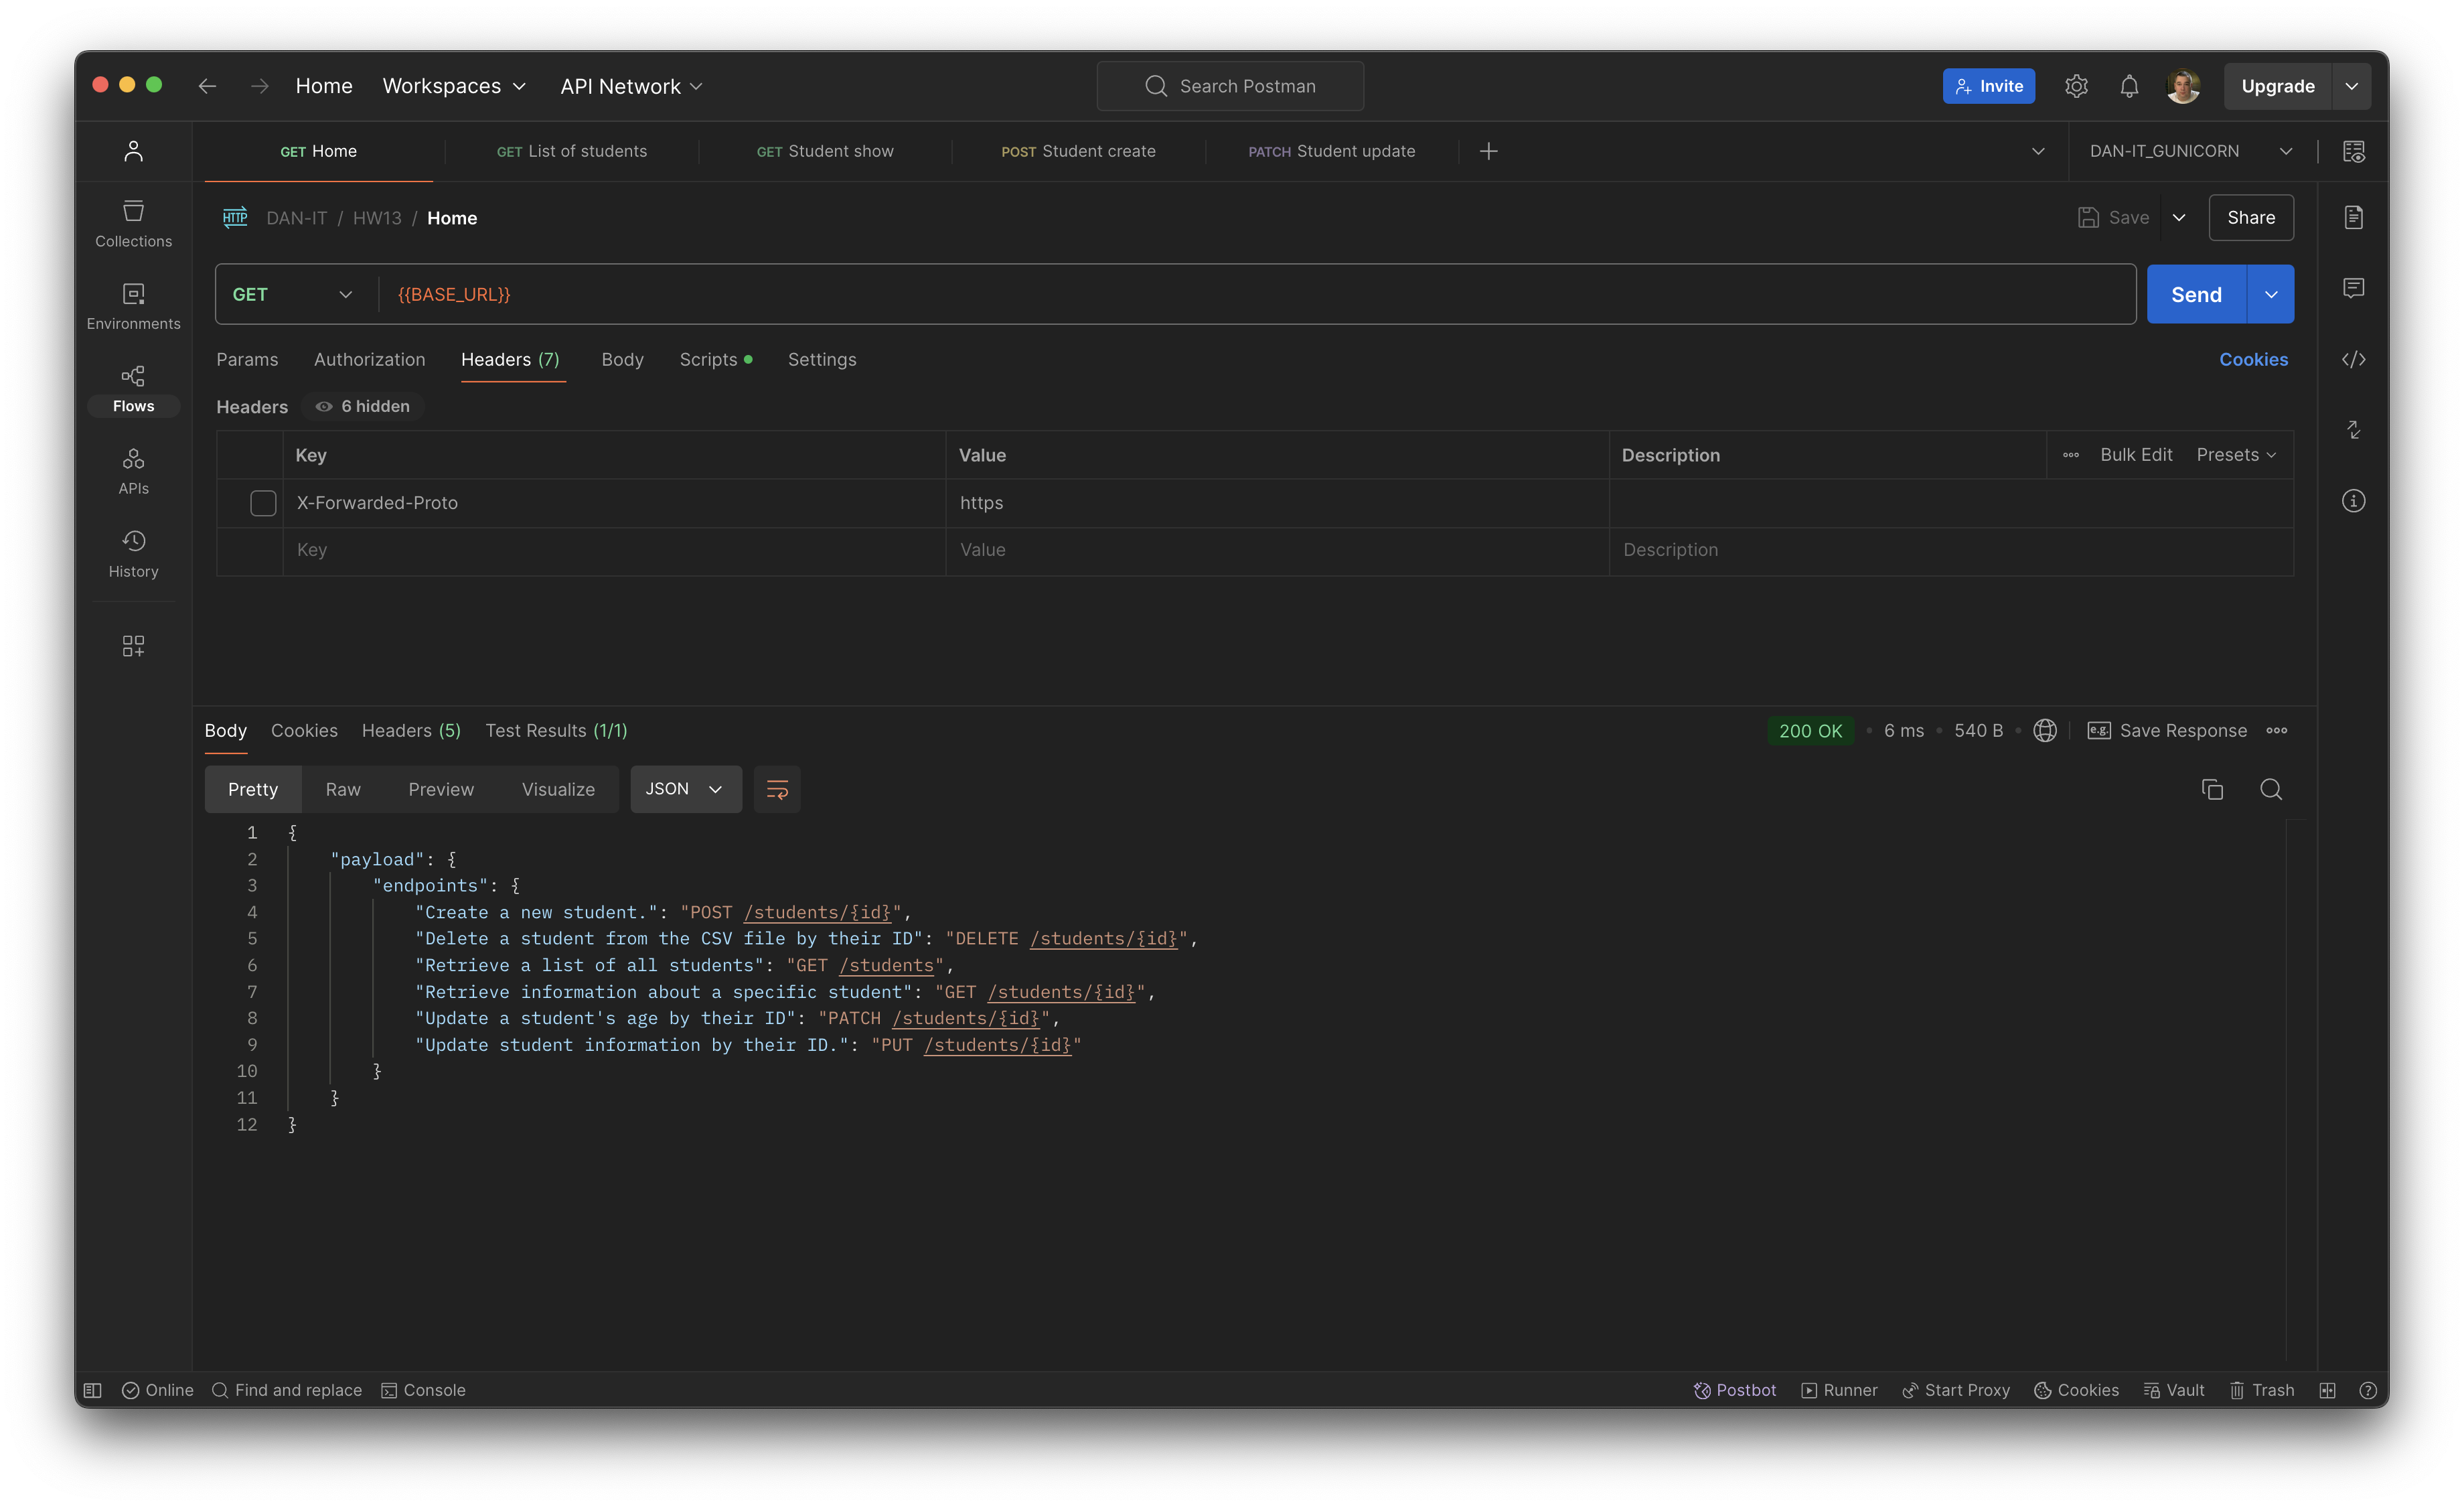 Home Workspaces API Network Search Postman Invite Upgrade
GET Home GET List of students GET Student show POST Student create PATCH Student update DAN-IT_GUNICORN
HTTP DAN-IT / HW13 / Home Save Share
GET {{BASE_URL}} Send
Params Authorization Headers (7) Body Scripts Settings Cookies
Headers 6 hidden
Key Value Description Bulk Edit Presets
X-Forwarded-Proto https
Key Value Description
Collections
Environments
Flows
APIs
History
Body Cookies Headers (5) Test Results (1/1) 200 OK 6 ms 540 B e.g. Save Response
Pretty Raw Preview Visualize JSON
1 {
2 "payload": {
3 "endpoints": {
4 "Create a new student.": "POST /students/{id}",
5 "Delete a student from the CSV file by their ID": "DELETE /students/{id}",
6 "Retrieve a list of all students": "GET /students",
7 "Retrieve information about a specific student": "GET /students/{id}",
8 "Update a student's age by their ID": "PATCH /students/{id}",
9 "Update student information by their ID.": "PUT /students/{id}"
10 }
11 }
12 }
Online Find and replace Console Postbot Runner Start Proxy Cookies Vault Trash